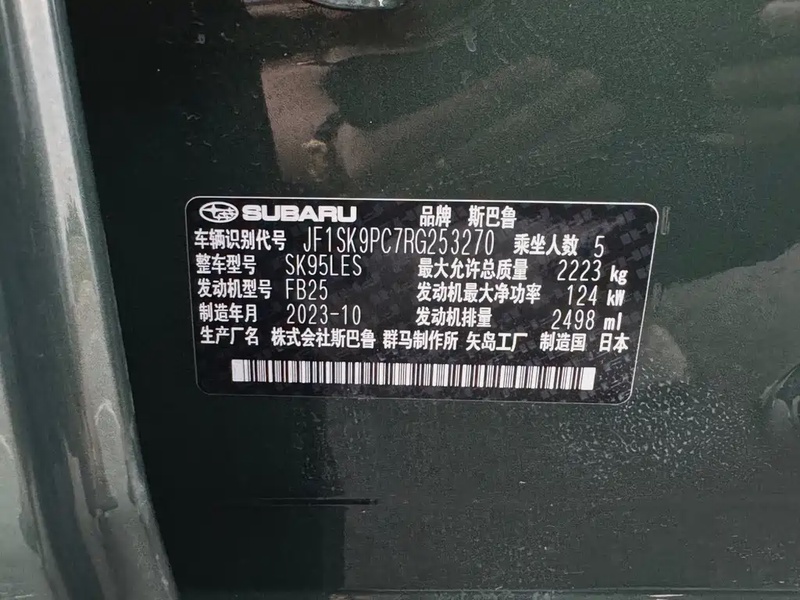 SUBARU 品牌 斯巴鲁
车辆识别代号 JF1SK9PC7RG253270 乘坐人数 5
整车型号 SK95LES 最大允许总质量 2223 kg
发动机型号 FB25 发动机最大净功率 124 kW
制造年月 2023-10 发动机排量 2498 ml
生产厂名 株式会社斯巴鲁 群马制作所 矢岛工厂 制造国 日本